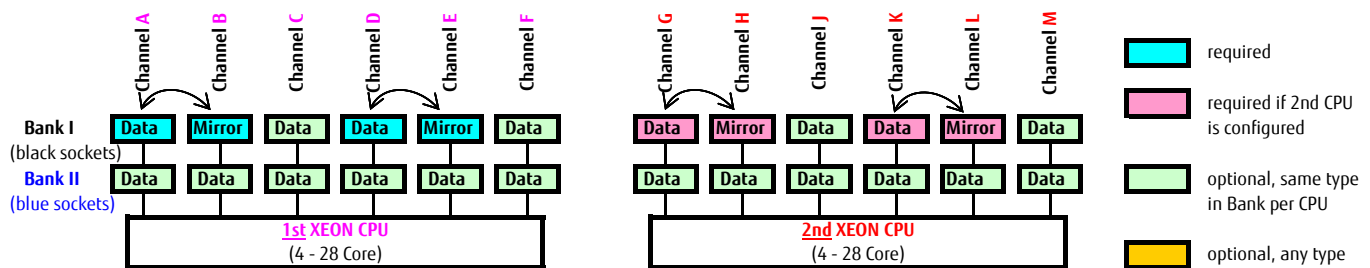 Channel A Channel B Channel C Channel D Channel E Channel F Channel G Channel H Channel J Channel K Channel L Channel M
Bank I Data Mirror Data Data Mirror Data Data Mirror Data Data Mirror Data
(black sockets)
Bank II Data Data Data Data Data Data Data Data Data Data Data Data
(blue sockets)
1st XEON CPU 2nd XEON CPU
(4 - 28 Core) (4 - 28 Core)
required
required if 2nd CPU
is configured
optional, same type
in Bank per CPU
optional, any type